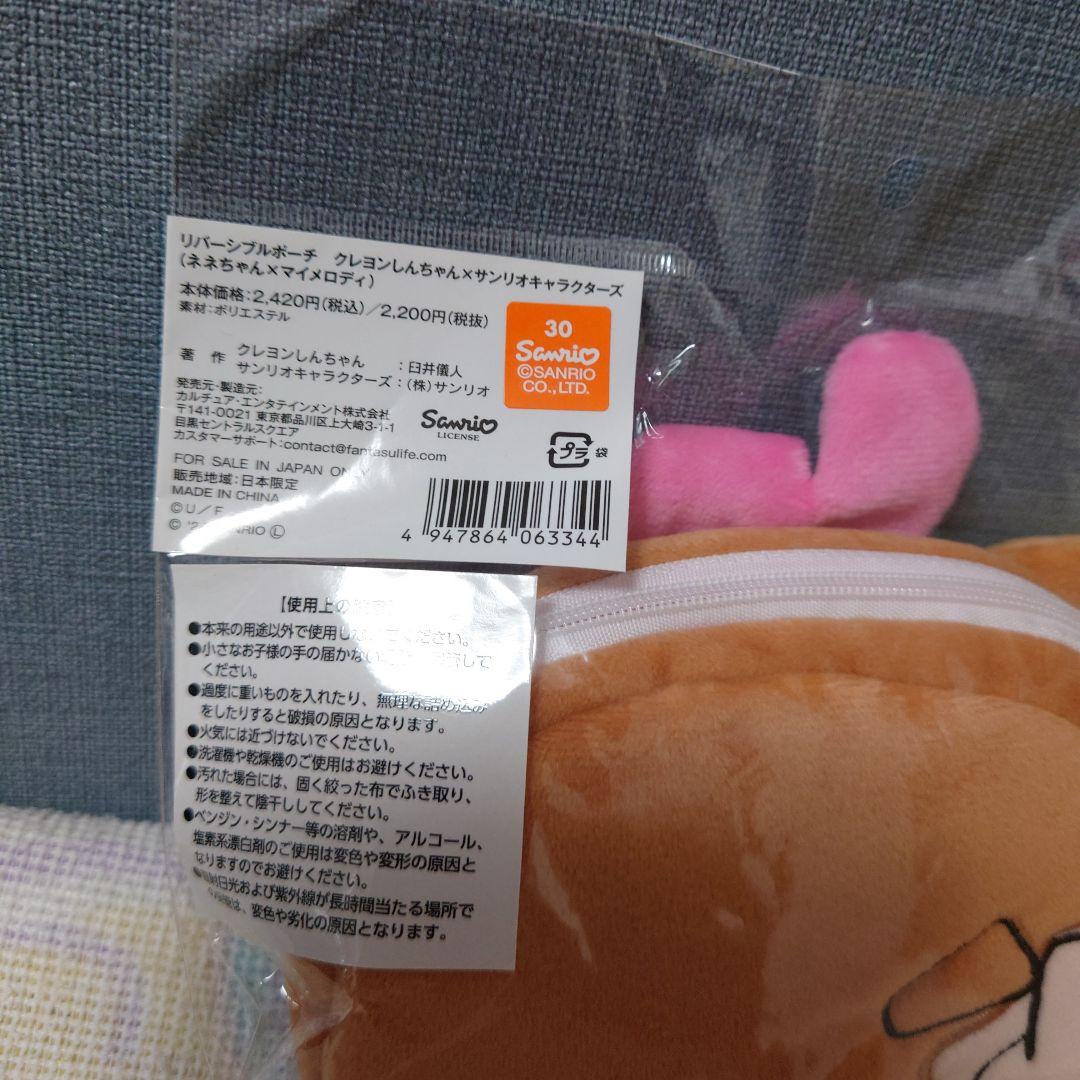 リバーシブルポーチ クレヨンしんちゃん×サンリオキャラクターズ
(ネネちゃん×マイメロディ)
本体価格:2,420円(税込)/2,200円(税抜)
素材:ポリエステル
著 作 クレヨンしんちゃん :臼井儀人
サンリオキャラクターズ:(株)サンリオ
30
Sanrio
©SANRIO
CO.,LTD.
発売元・製造元:
カルチュア・エンタテインメント株式会社
〒141-0021 東京都品川区上大崎3-1-1
目黒セントラルスクエア
カスタマーサポート:contact@fantasulife.com
Sanrio
LICENSE
プラ 袋
FOR SALE IN JAPAN ONLY
販売地域:日本限定
MADE IN CHINA
©U/F
© SANRIO Ⓛ
4 947864 063344
【使用上の
●本来の用途以外で使用し ください。
●小さなお子様の手の届かない して
ください。
●過度に重いものを入れたり、無理な詰め込み
をしたりすると破損の原因となります。
●火気には近づけないでください。
●洗濯機や乾燥機のご使用はお避けください。
●汚れた場合には、固く絞った布でふき取り、
形を整えて陰干ししてください。
●ベンジン・シンナー等の溶剤や、アルコール、
塩素系漂白剤のご使用は変色や変形の原因と
なりますのでお避けください。
日光および紫外線が長時間当たる場所で
は、変色や劣化の原因となります。